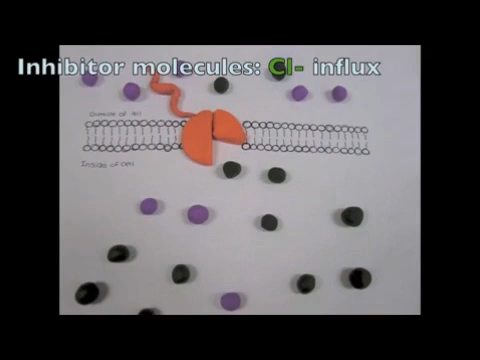 Inhibitor molecules: Cl- influx
Outside of cell
Inside of cell